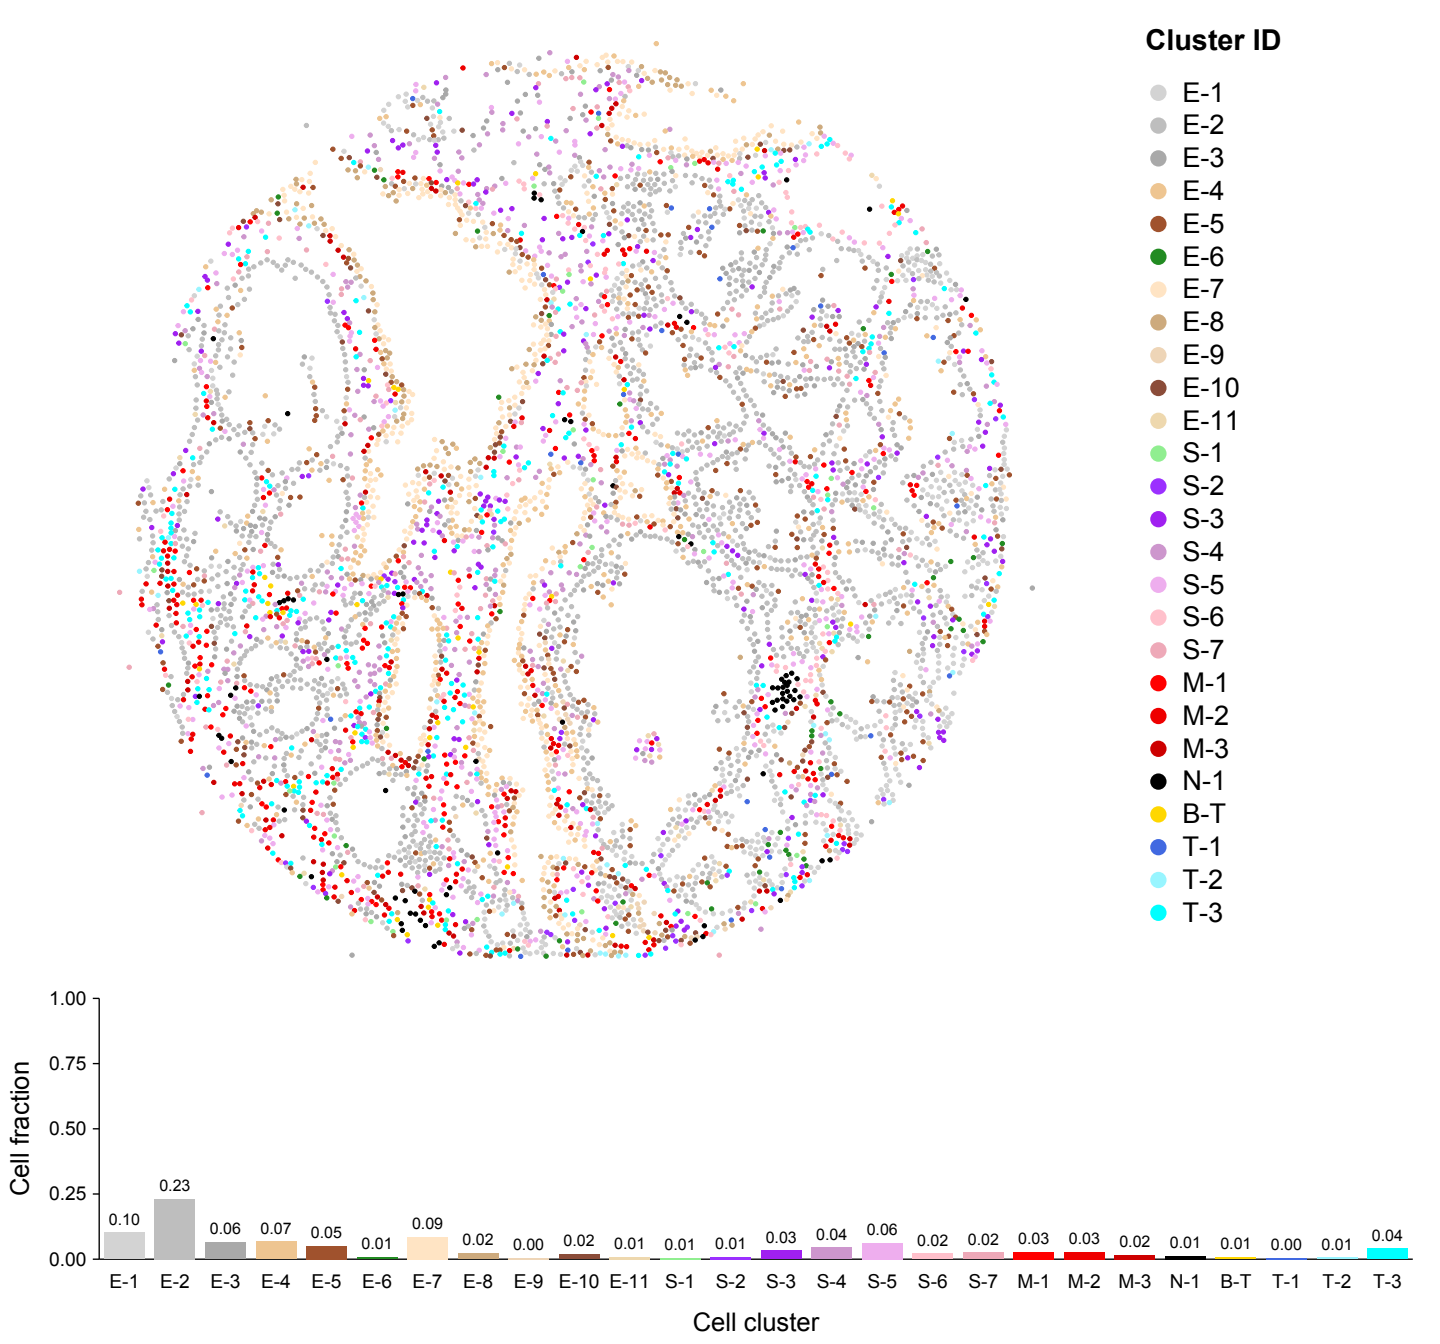 Cluster ID
E-1
E-2
E-3
E-4
E-5
E-6
E-7
E-8
E-9
E-10
E-11
S-1
S-2
S-3
S-4
S-5
S-6
S-7
M-1
M-2
M-3
N-1
B-T
T-1
T-2
T-3
1.00
0.75
0.50
0.25
0.00
Cell fraction
0.10 0.23 0.06 0.07 0.05 0.01 0.09 0.02 0.00 0.02 0.01 0.01 0.01 0.03 0.04 0.06 0.02 0.02 0.03 0.03 0.02 0.01 0.01 0.00 0.01 0.04
E-1 E-2 E-3 E-4 E-5 E-6 E-7 E-8 E-9 E-10 E-11 S-1 S-2 S-3 S-4 S-5 S-6 S-7 M-1 M-2 M-3 N-1 B-T T-1 T-2 T-3
Cell cluster